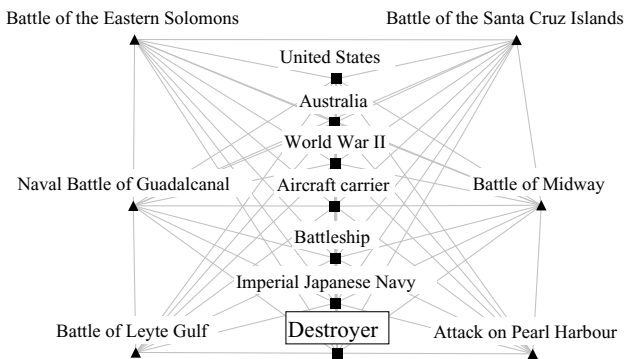 Battle of the Eastern Solomons
Battle of the Santa Cruz Islands
United States
Australia
World War II
Naval Battle of Guadalcanal
Aircraft carrier
Battle of Midway
Battleship
Imperial Japanese Navy
Battle of Leyte Gulf
Destroyer
Attack on Pearl Harbour